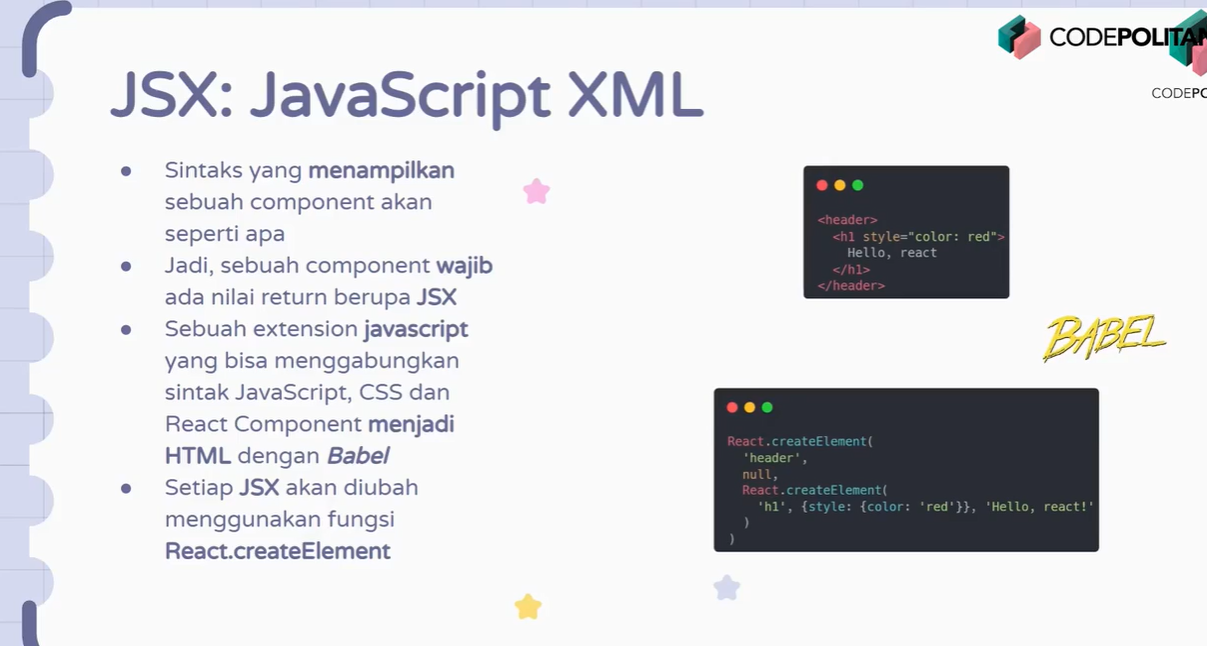 CODEPOLITAN
CODEPO
JSX: JavaScript XML
Sintaks yang menampilkan
sebuah component akan
seperti apa
Jadi, sebuah component wajib
ada nilai return berupa JSX
Sebuah extension javascript
yang bisa menggabungkan
sintak JavaScript, CSS dan
React Component menjadi
HTML dengan Babel
Setiap JSX akan diubah
menggunakan fungsi
React.createElement
<header>
<h1 style="color: red">
Hello, react
</h1>
</header>
BABEL
React.createElement(
'header',
null,
React.createElement(
'h1', {style: {color: 'red'}}, 'Hello, react!'
)
)